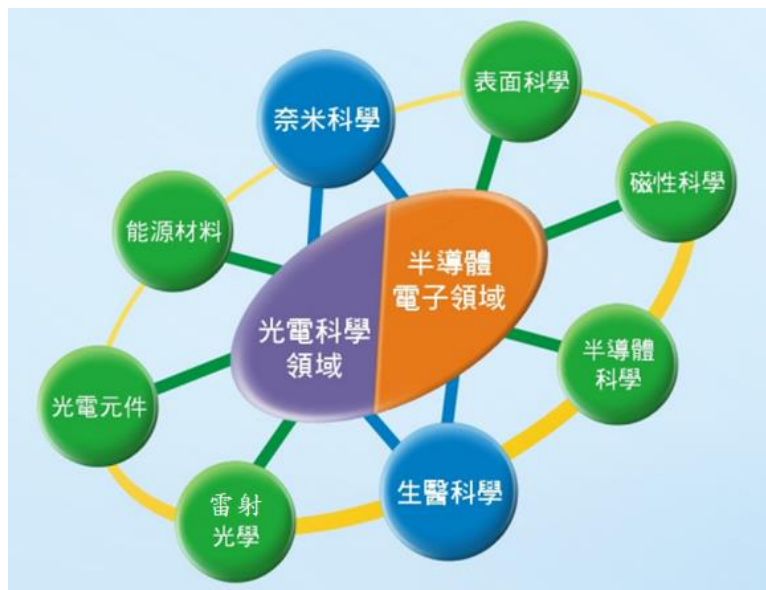 表面科學
奈米科學
磁性科學
能源材料
半導體
電子領域
光電科學
領域
半導體
科學
光電元件
生醫科學
雷射
光學